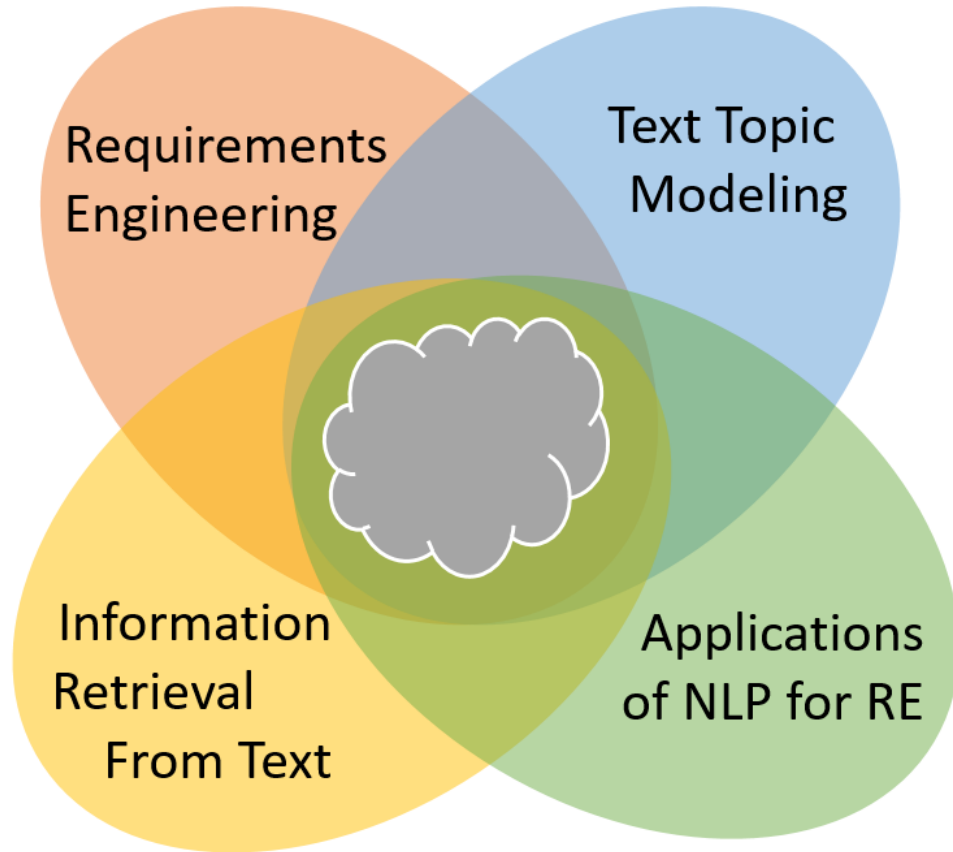 Requirements
Engineering
Text Topic
Modeling
Information
Retrieval
From Text
Applications
of NLP for RE